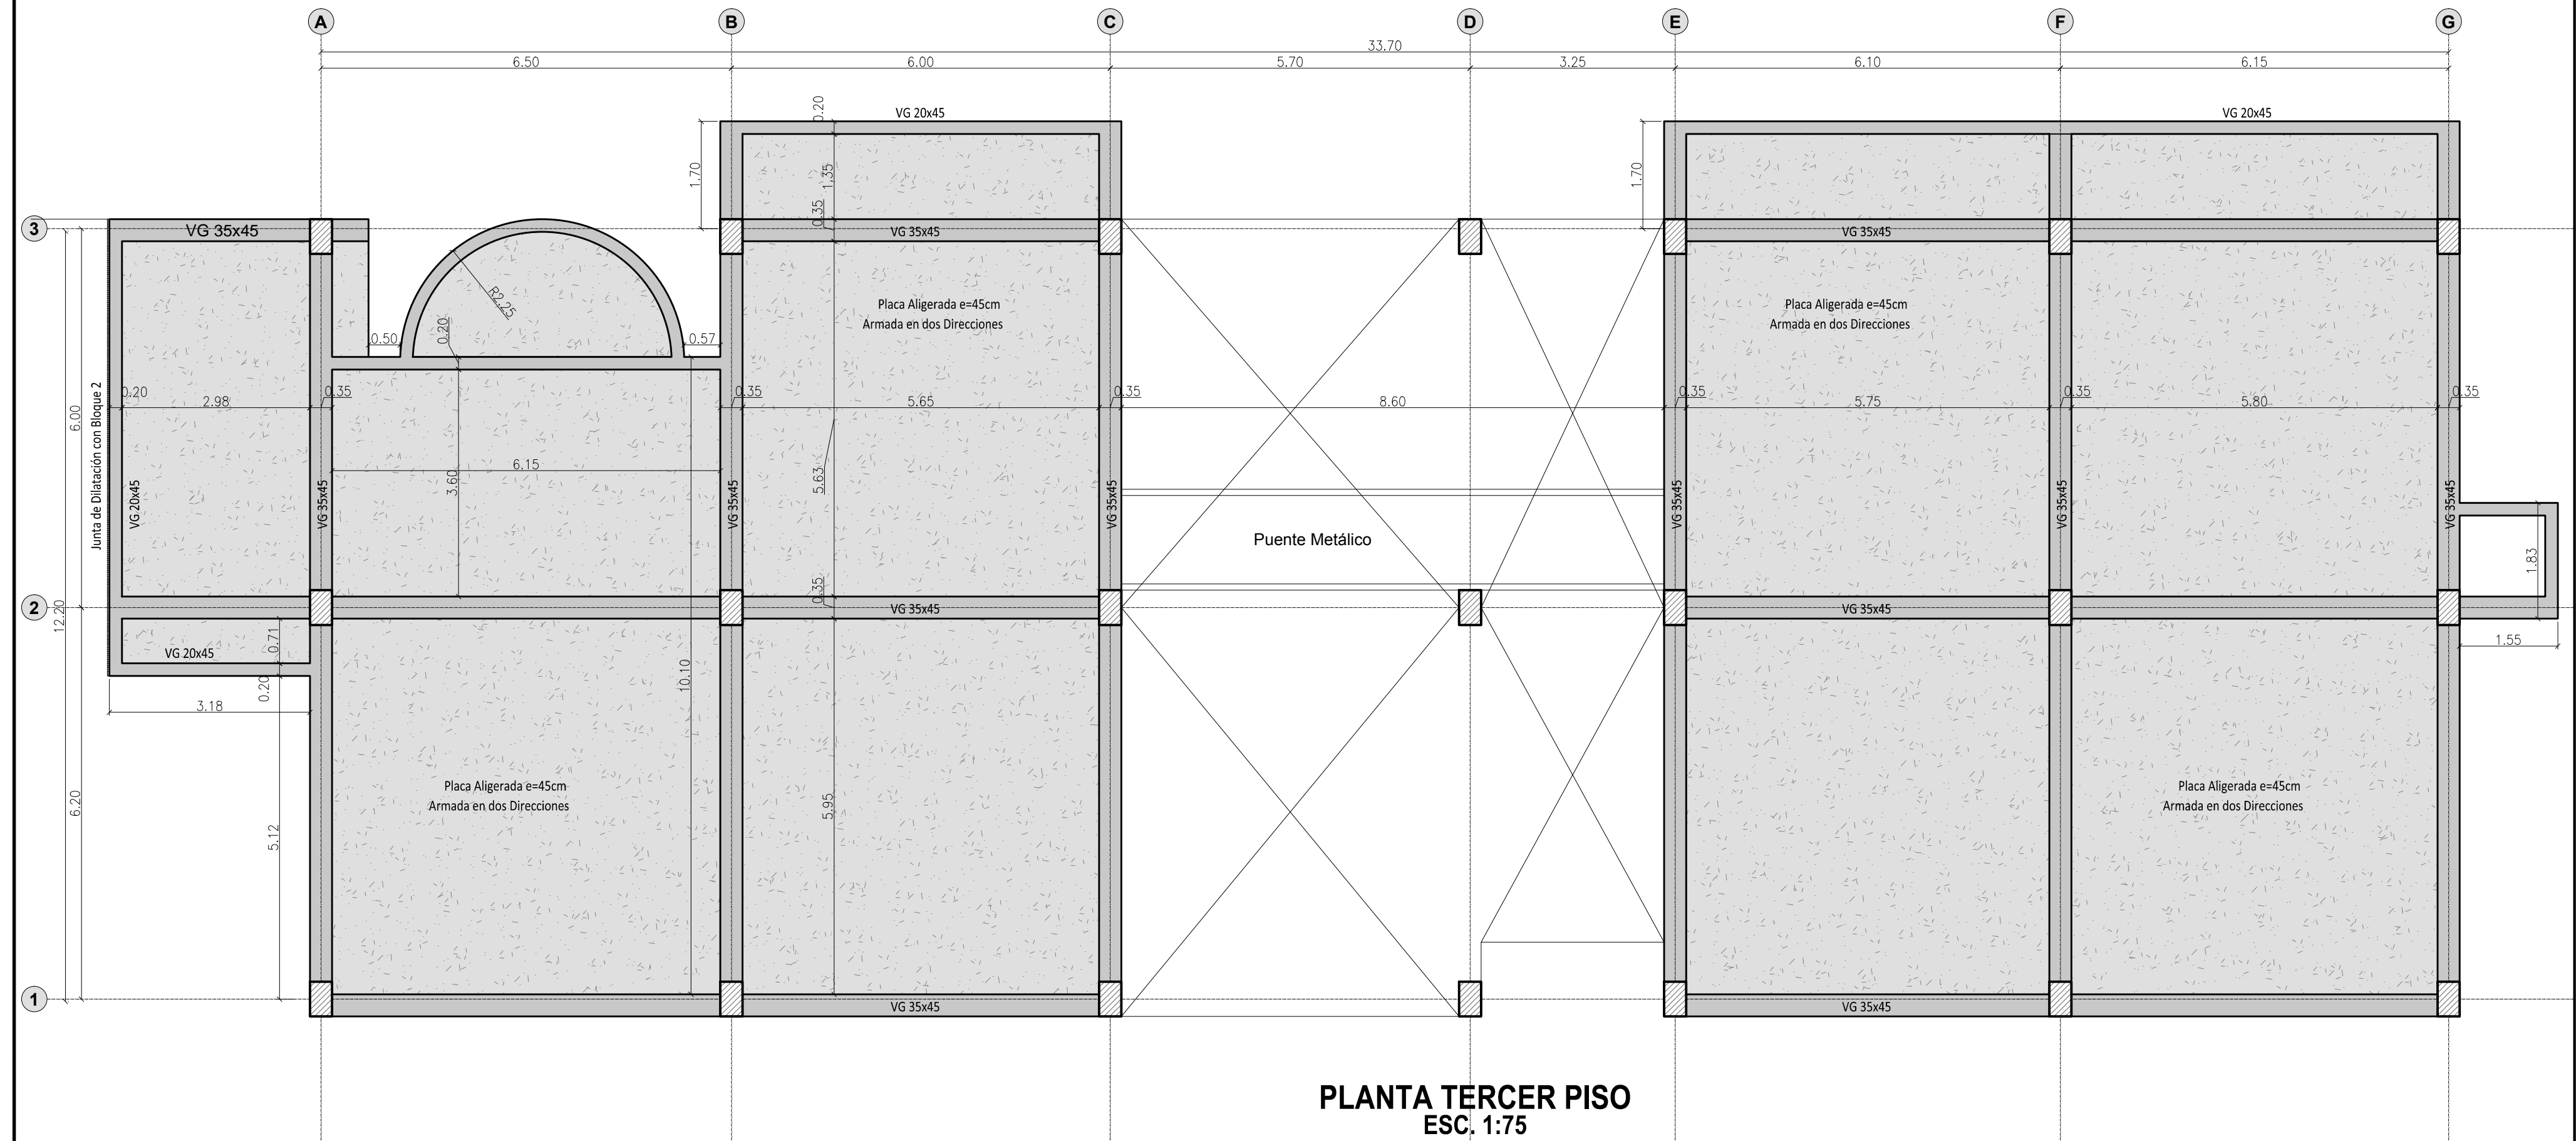 A B C D E F G
33.70
6.50 6.00 5.70 3.25 6.10 6.15
0.20 VG 20x45 VG 20x45
1.70 1.35 1.70
0.35
3 VG 35x45 VG 35x45 VG 35x45
R2.25
Placa Aligerada e=45cm
Armada en dos Direcciones
Placa Aligerada e=45cm
Armada en dos Direcciones
0.50 0.20 0.57
0.20 2.98 0.35 0.35 5.65 0.35 8.60 0.35 5.75 0.35 5.80 0.35
6.00
Junta de Dilatación con Bloque 2
VG 20x45
VG 35x45
3.60
6.15
VG 35x45
5.63
VG 35x45
VG 35x45
VG 35x45
VG 35x45
Puente Metálico
1.83
0.35
2 VG 35x45 VG 35x45
12.20
0.71
VG 20x45
1.55
0.20
10.10
3.18
Placa Aligerada e=45cm
Armada en dos Direcciones
Placa Aligerada e=45cm
Armada en dos Direcciones
6.20
5.12
5.95
1 VG 35x45 VG 35x45
PLANTA TERCER PISO
ESC. 1:75